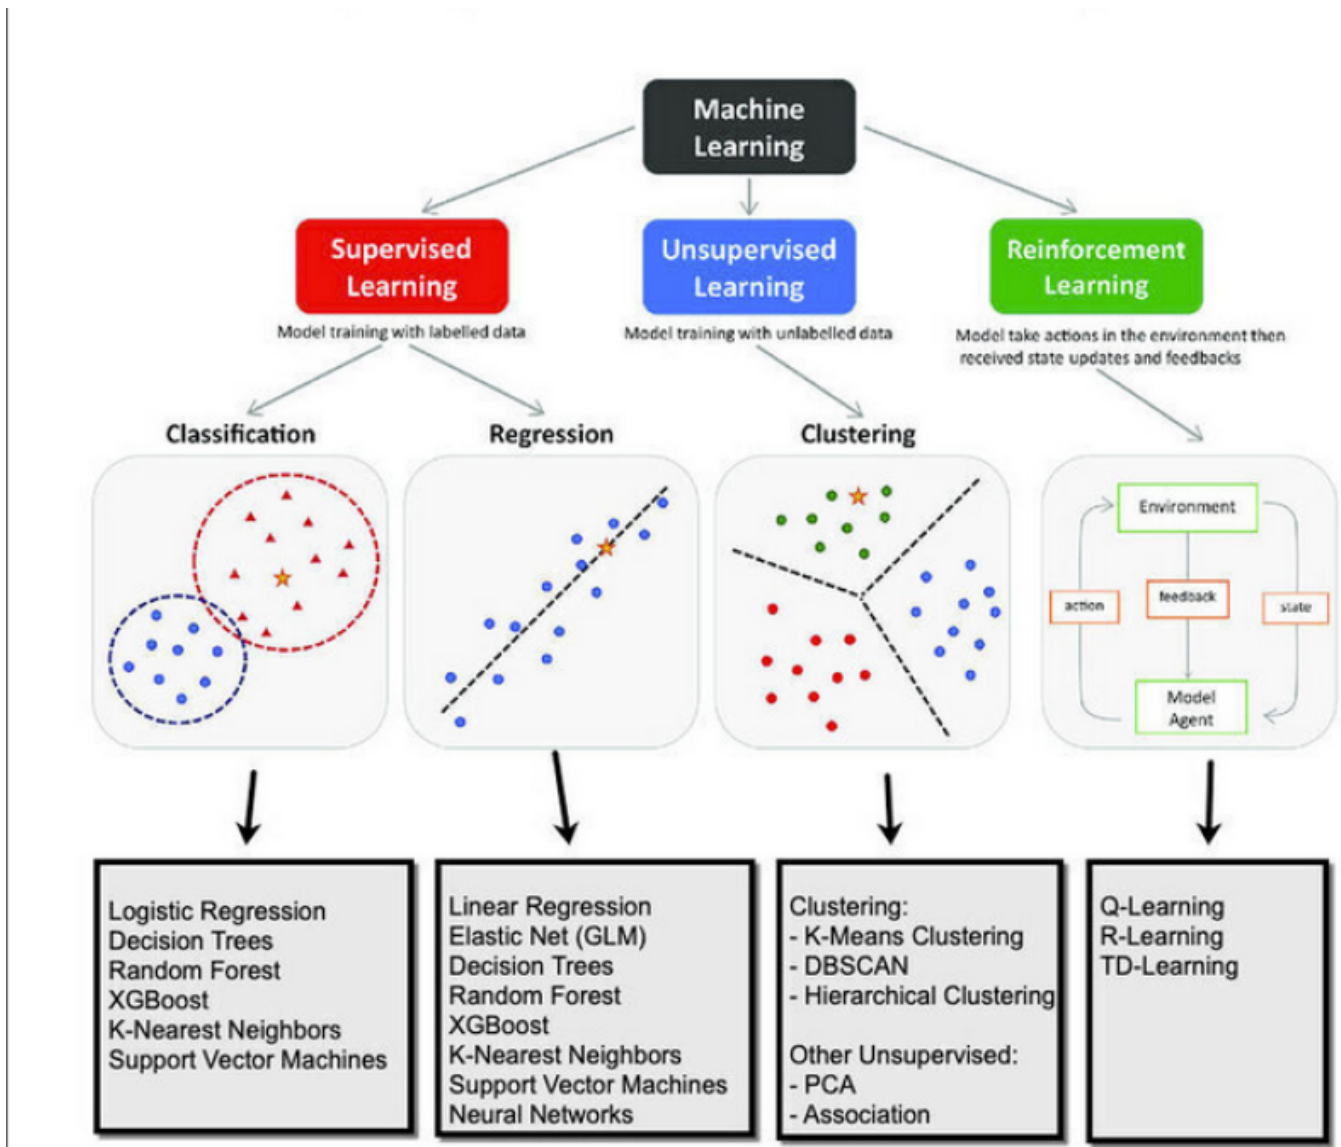 Machine
Learning
Supervised
Learning
Unsupervised
Learning
Reinforcement
Learning
Model training with labelled data
Model training with unlabelled data
Model take actions in the environment then
received state updates and feedbacks
Classification
Regression
Clustering
Environment
action
feedback
state
Model
Agent
Logistic Regression
Decision Trees
Random Forest
XGBoost
K-Nearest Neighbors
Support Vector Machines
Linear Regression
Elastic Net (GLM)
Decision Trees
Random Forest
XGBoost
K-Nearest Neighbors
Support Vector Machines
Neural Networks
Clustering:
- K-Means Clustering
- DBSCAN
- Hierarchical Clustering
Other Unsupervised:
- PCA
- Association
Q-Learning
R-Learning
TD-Learning